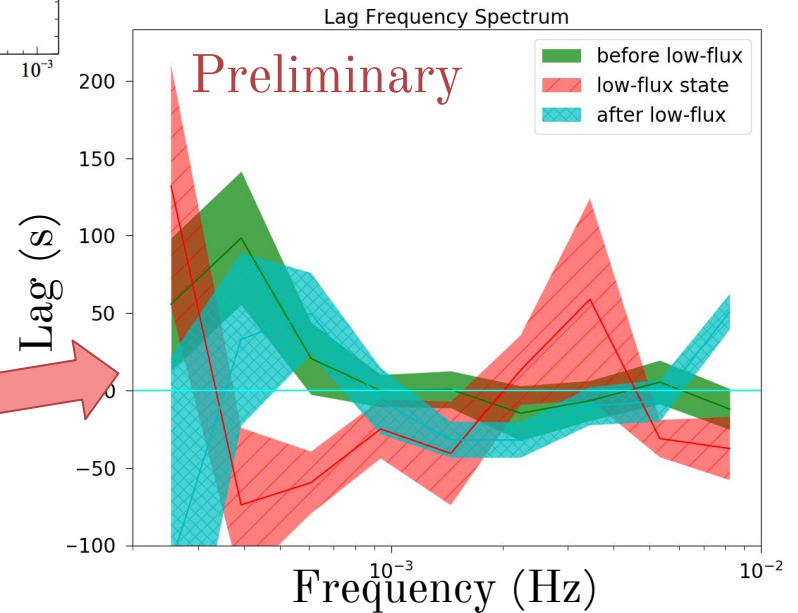 Lag Frequency Spectrum
10⁻³
Preliminary
before low-flux
low-flux state
after low-flux
200
150
100
50
0
−50
−100
Lag (s)
10⁻³
10⁻²
Frequency (Hz)